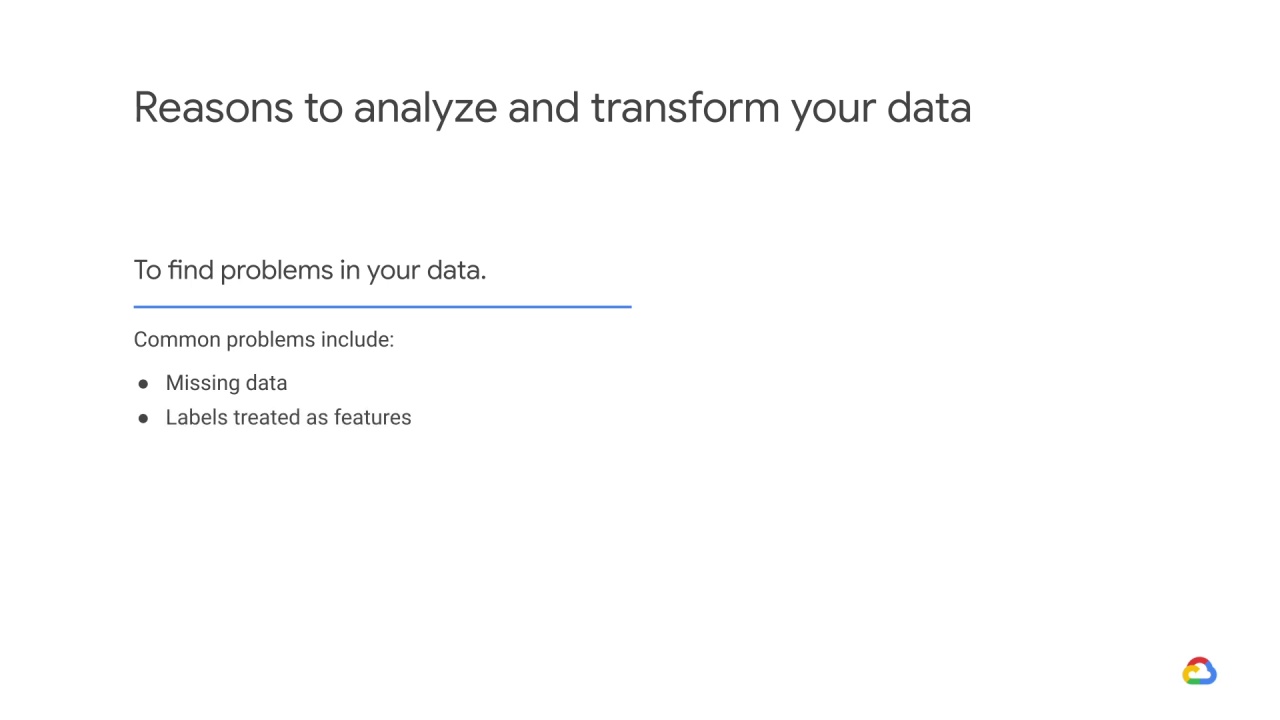 Reasons to analyze and transform your data
To find problems in your data.
Common problems include:
● Missing data
● Labels treated as features